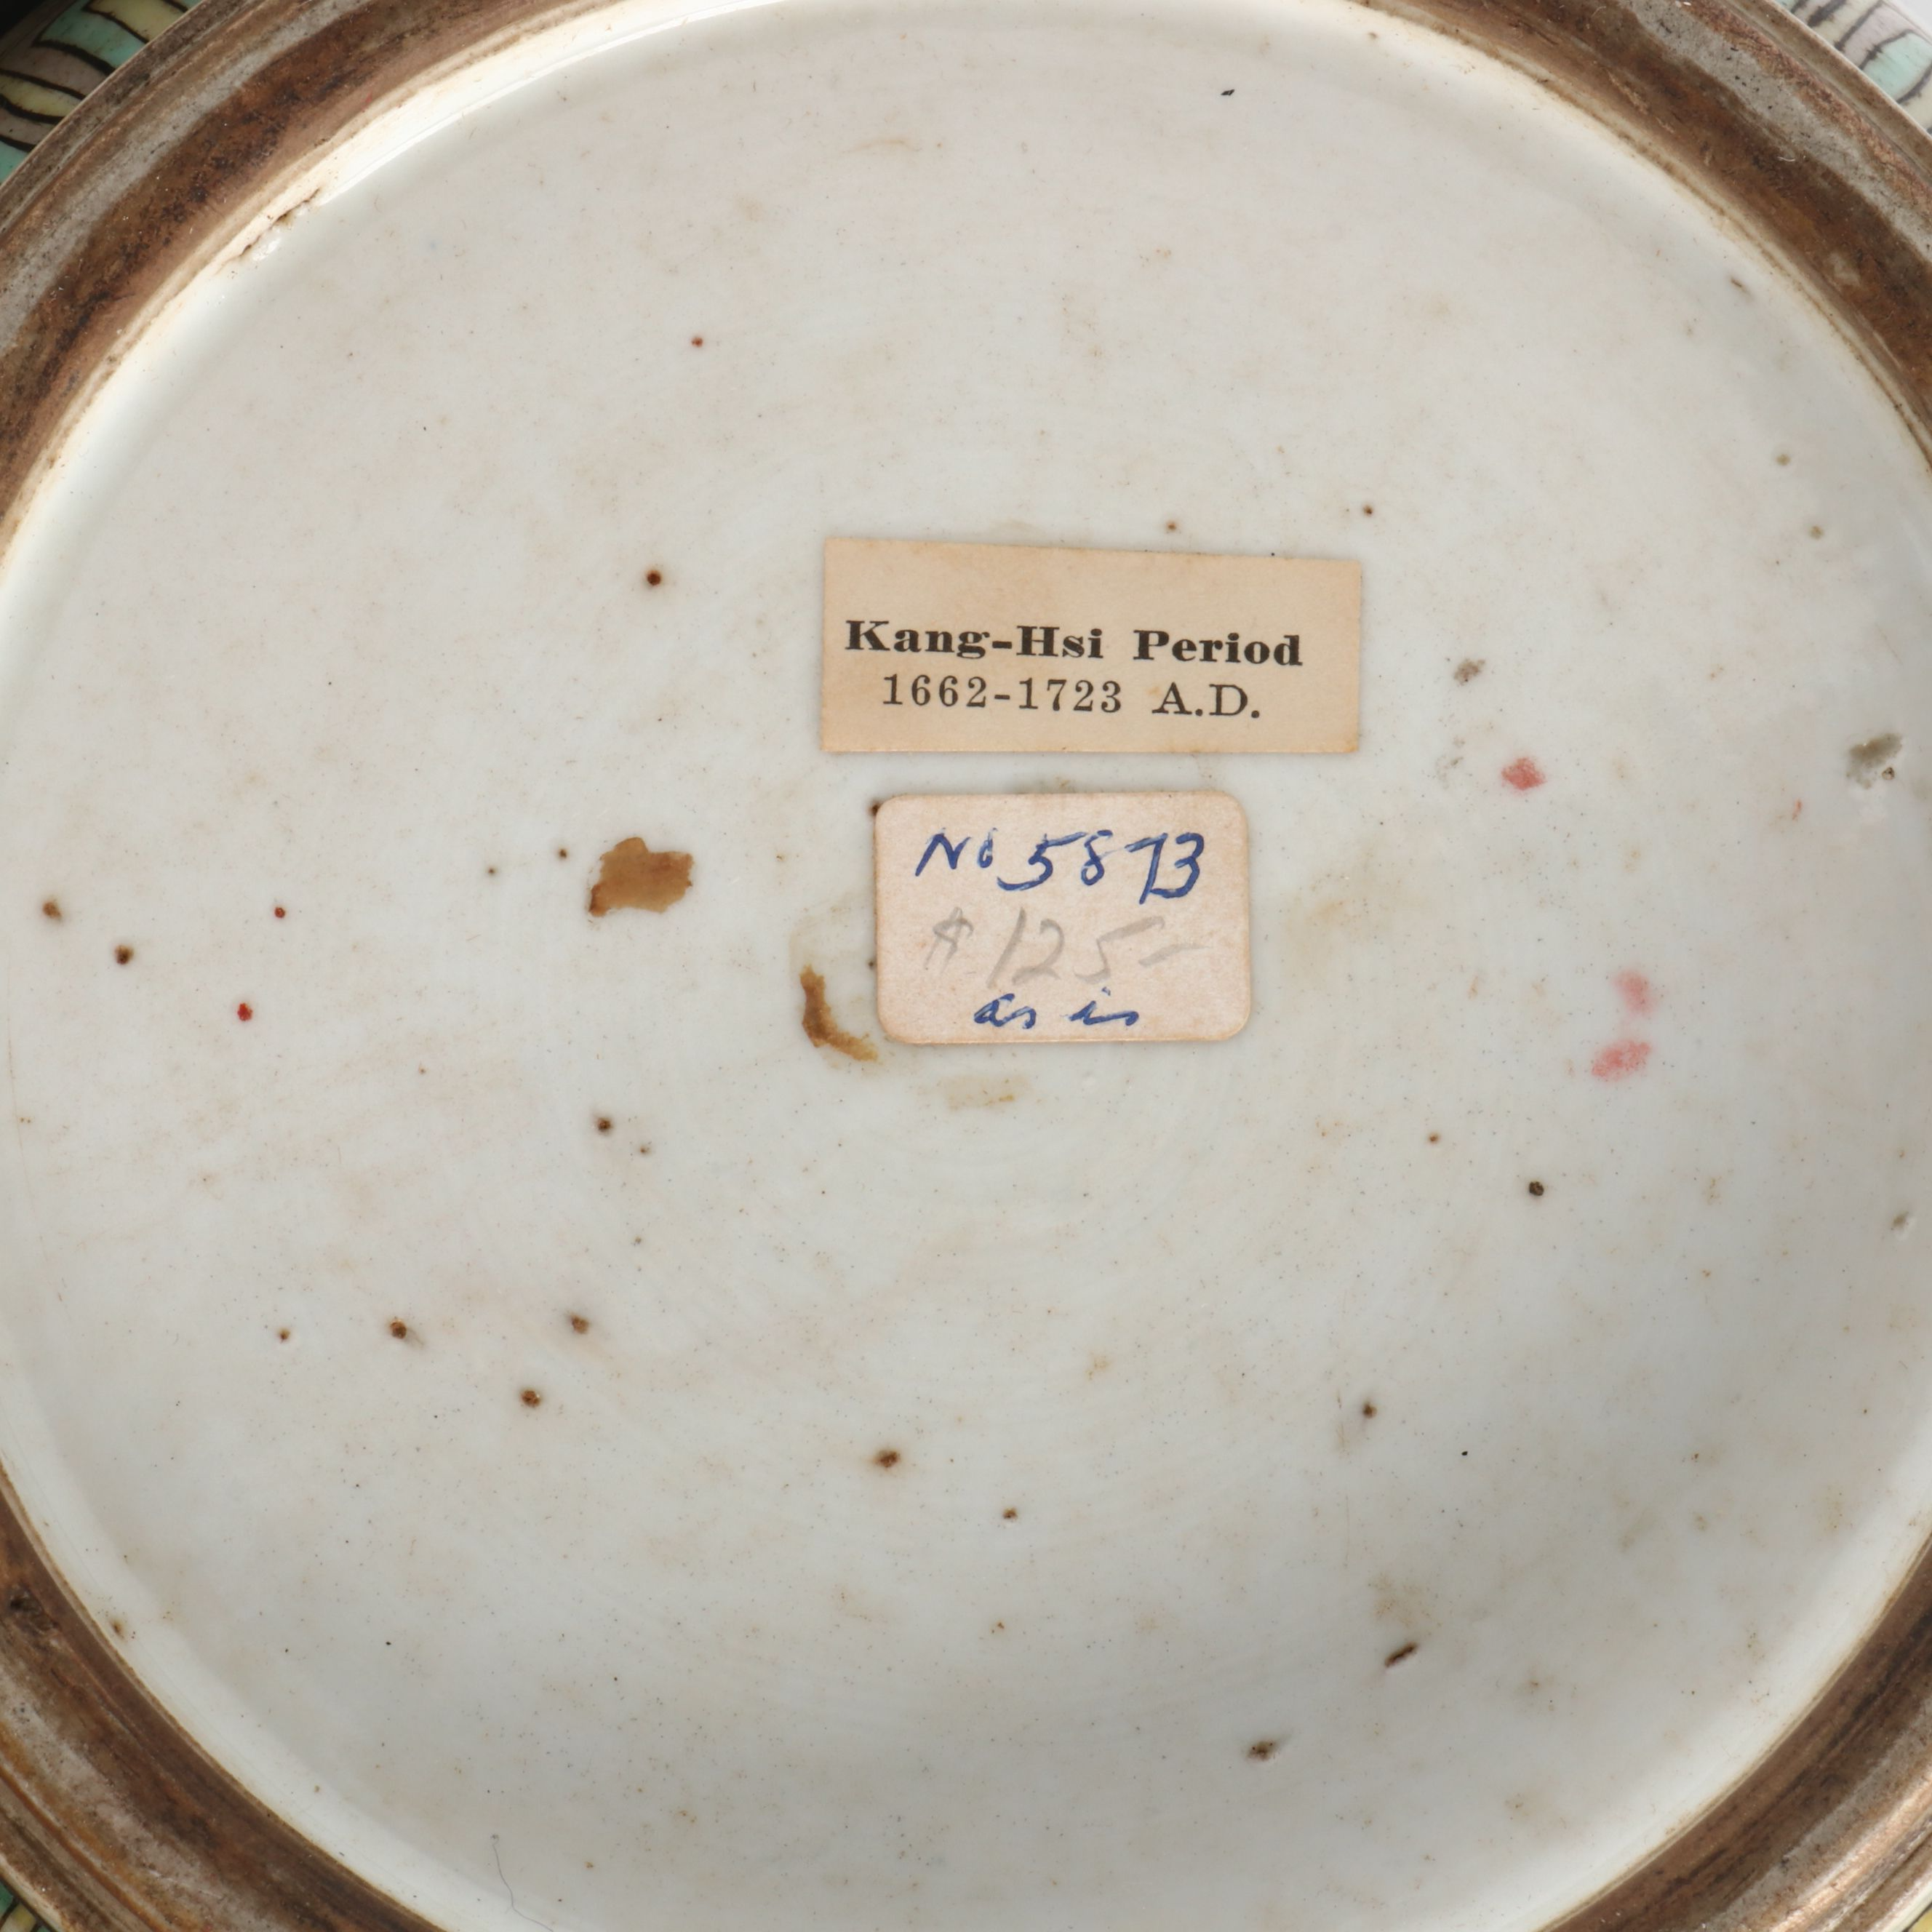 Kang-Hsi Period
1662-1723 A.D.
No 5873
$125-
as is